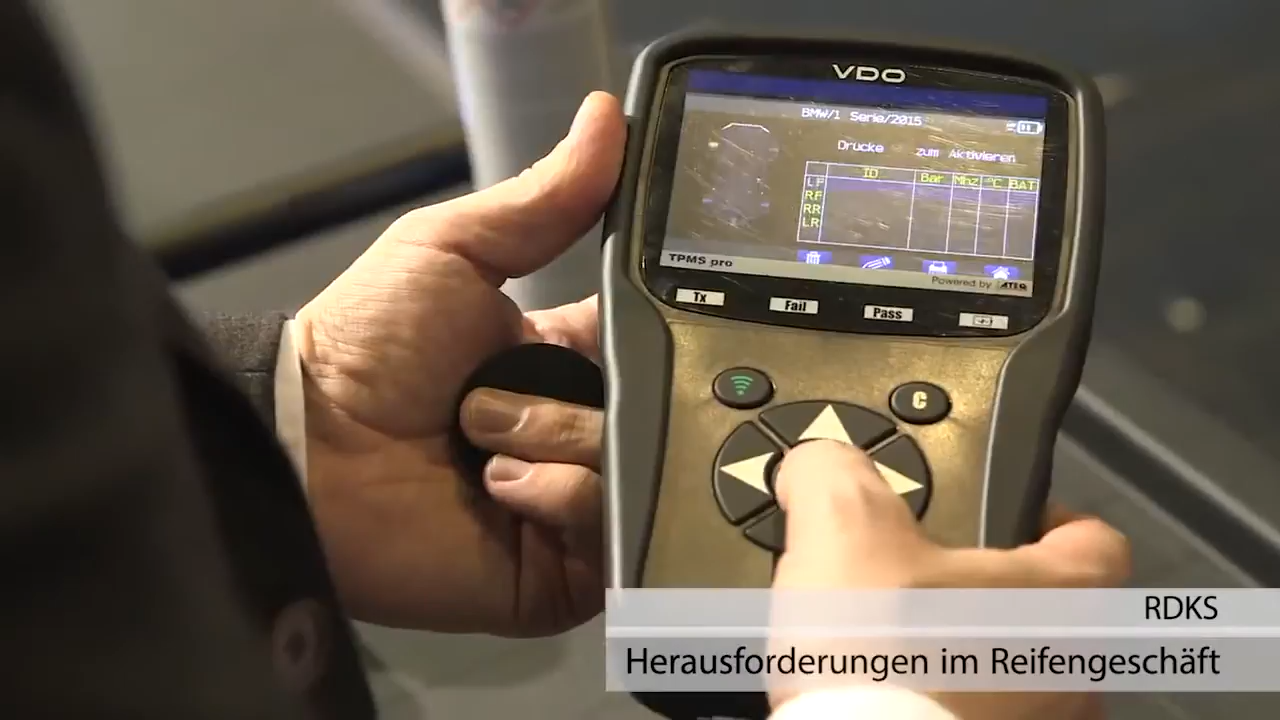 VDO
BMW/1 Serie/2015
Drucke zum Aktivieren
ID Bar Mhz °C BAT
LF
RF
RR
LR
TPMS pro
Powered by ATEQ
Tx Fail Pass
C
RDKS
Herausforderungen im Reifengeschäft